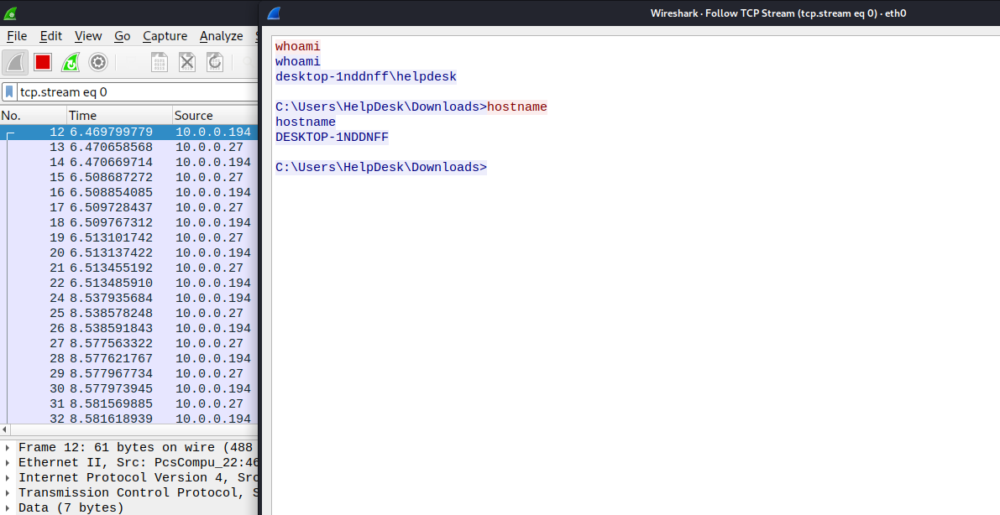 Wireshark · Follow TCP Stream (tcp.stream eq 0) · eth0
File Edit View Go Capture Analyze
tcp.stream eq 0
No. Time Source
12 6.469799779 10.0.0.194
13 6.470658568 10.0.0.27
14 6.470669714 10.0.0.194
15 6.508687272 10.0.0.27
16 6.508854085 10.0.0.194
17 6.509728437 10.0.0.27
18 6.509767312 10.0.0.194
19 6.513101742 10.0.0.27
20 6.513137422 10.0.0.194
21 6.513455192 10.0.0.27
22 6.513485910 10.0.0.194
24 8.537935684 10.0.0.194
25 8.538578248 10.0.0.27
26 8.538591843 10.0.0.194
27 8.577563322 10.0.0.27
28 8.577621767 10.0.0.194
29 8.577967734 10.0.0.27
30 8.577973945 10.0.0.194
31 8.581569885 10.0.0.27
32 8.581618939 10.0.0.194
Frame 12: 61 bytes on wire (488
Ethernet II, Src: PcsCompu_22:46
Internet Protocol Version 4, Src
Transmission Control Protocol, S
Data (7 bytes)
whoami
whoami
desktop-1nddnff\helpdesk
C:\Users\HelpDesk\Downloads>hostname
hostname
DESKTOP-1NDDNFF
C:\Users\HelpDesk\Downloads>